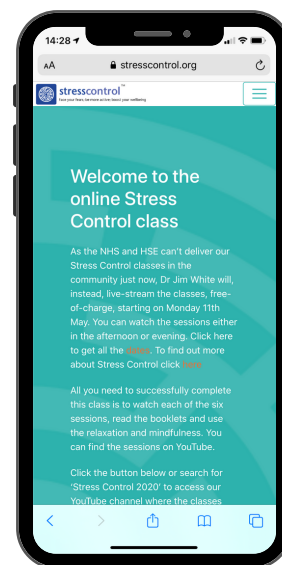 14:28
AA stresscontrol.org
stresscontrol™
Face your fears, be more active, boost your wellbeing
Welcome to the
online Stress
Control class
As the NHS and HSE can't deliver our
Stress Control classes in the
community just now, Dr Jim White will,
instead, live-stream the classes, free-
of-charge, starting on Monday 11th
May. You can watch the sessions either
in the afternoon or evening. Click here
to get all the dates. To find out more
about Stress Control click here
All you need to successfully complete
this class is to watch each of the six
sessions, read the booklets and use
the relaxation and mindfulness. You
can find the sessions on YouTube.
Click the button below or search for
'Stress Control 2020' to access our
YouTube channel where the classes